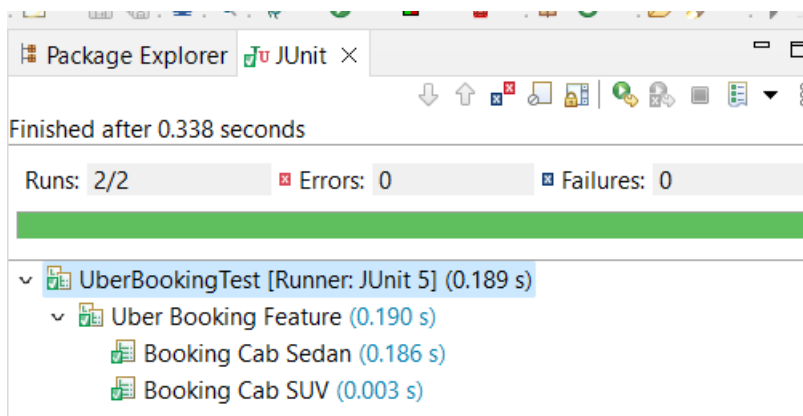 Package Explorer JUnit
Finished after 0.338 seconds
Runs: 2/2 Errors: 0 Failures: 0
UberBookingTest [Runner: JUnit 5] (0.189 s)
Uber Booking Feature (0.190 s)
Booking Cab Sedan (0.186 s)
Booking Cab SUV (0.003 s)